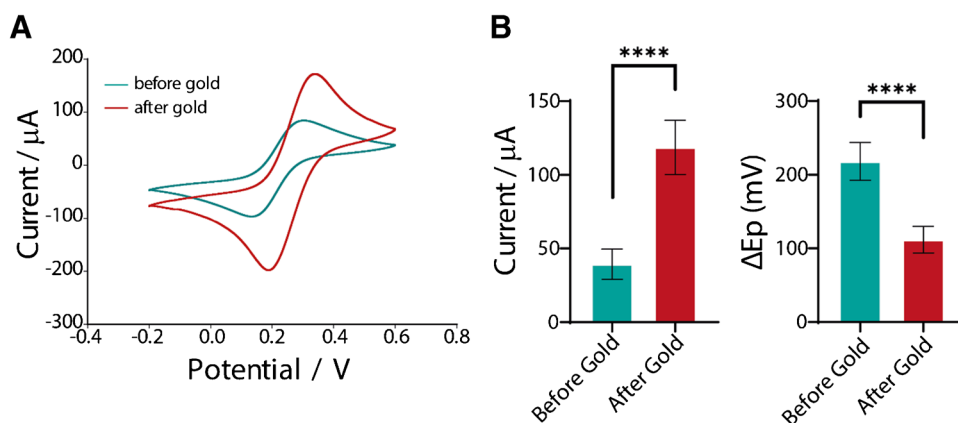 A
B
200
100
0
-100
-200
-300
-0.4
-0.2
0.0
0.2
0.4
0.6
0.8
Current / μA
Potential / V
before gold
after gold
****
150
100
50
0
Current / μA
Before Gold
After Gold
****
300
200
100
0
ΔEp (mV)
Before Gold
After Gold